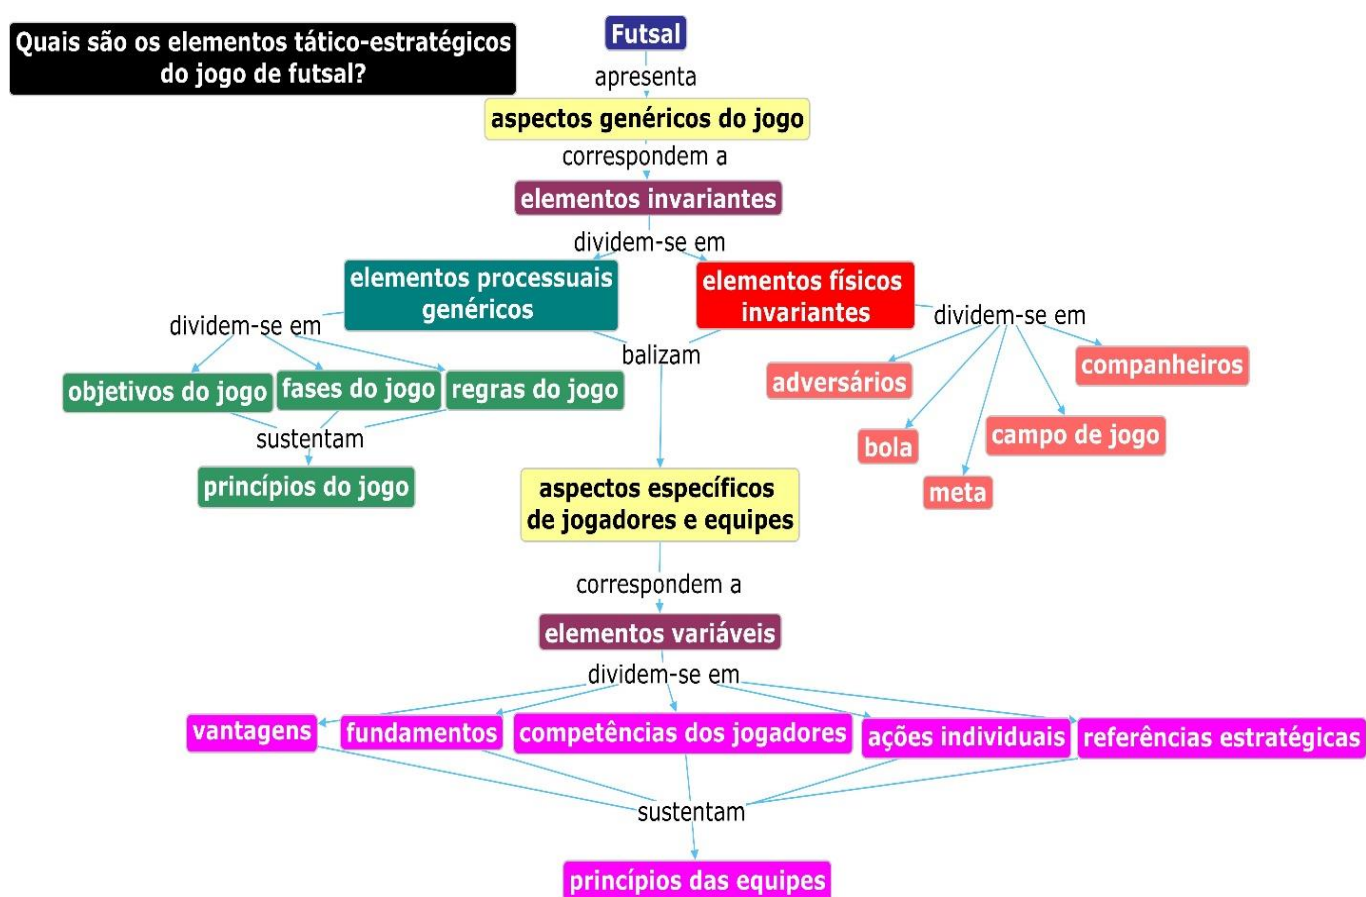 Quais são os elementos tático-estratégicos
do jogo de futsal?
Futsal
apresenta
aspectos genéricos do jogo
correspondem a
elementos invariantes
dividem-se em
elementos processuais
genéricos
elementos físicos
invariantes
dividem-se em
balizam
dividem-se em
objetivos do jogo
fases do jogo
regras do jogo
adversários
companheiros
sustentam
bola
campo de jogo
princípios do jogo
meta
aspectos específicos
de jogadores e equipes
correspondem a
elementos variáveis
dividem-se em
vantagens
fundamentos
competências dos jogadores
ações individuais
referências estratégicas
sustentam
princípios das equipes